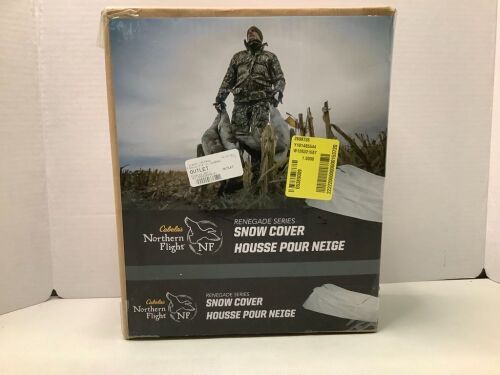 OUTLET
Cabela's
Northern
Flight
NF
RENEGADE SERIES
SNOW COVER
HOUSSE POUR NEIGE
Cabela's
Northern
Flight
NF
RENEGADE SERIES
SNOW COVER
HOUSSE POUR NEIGE